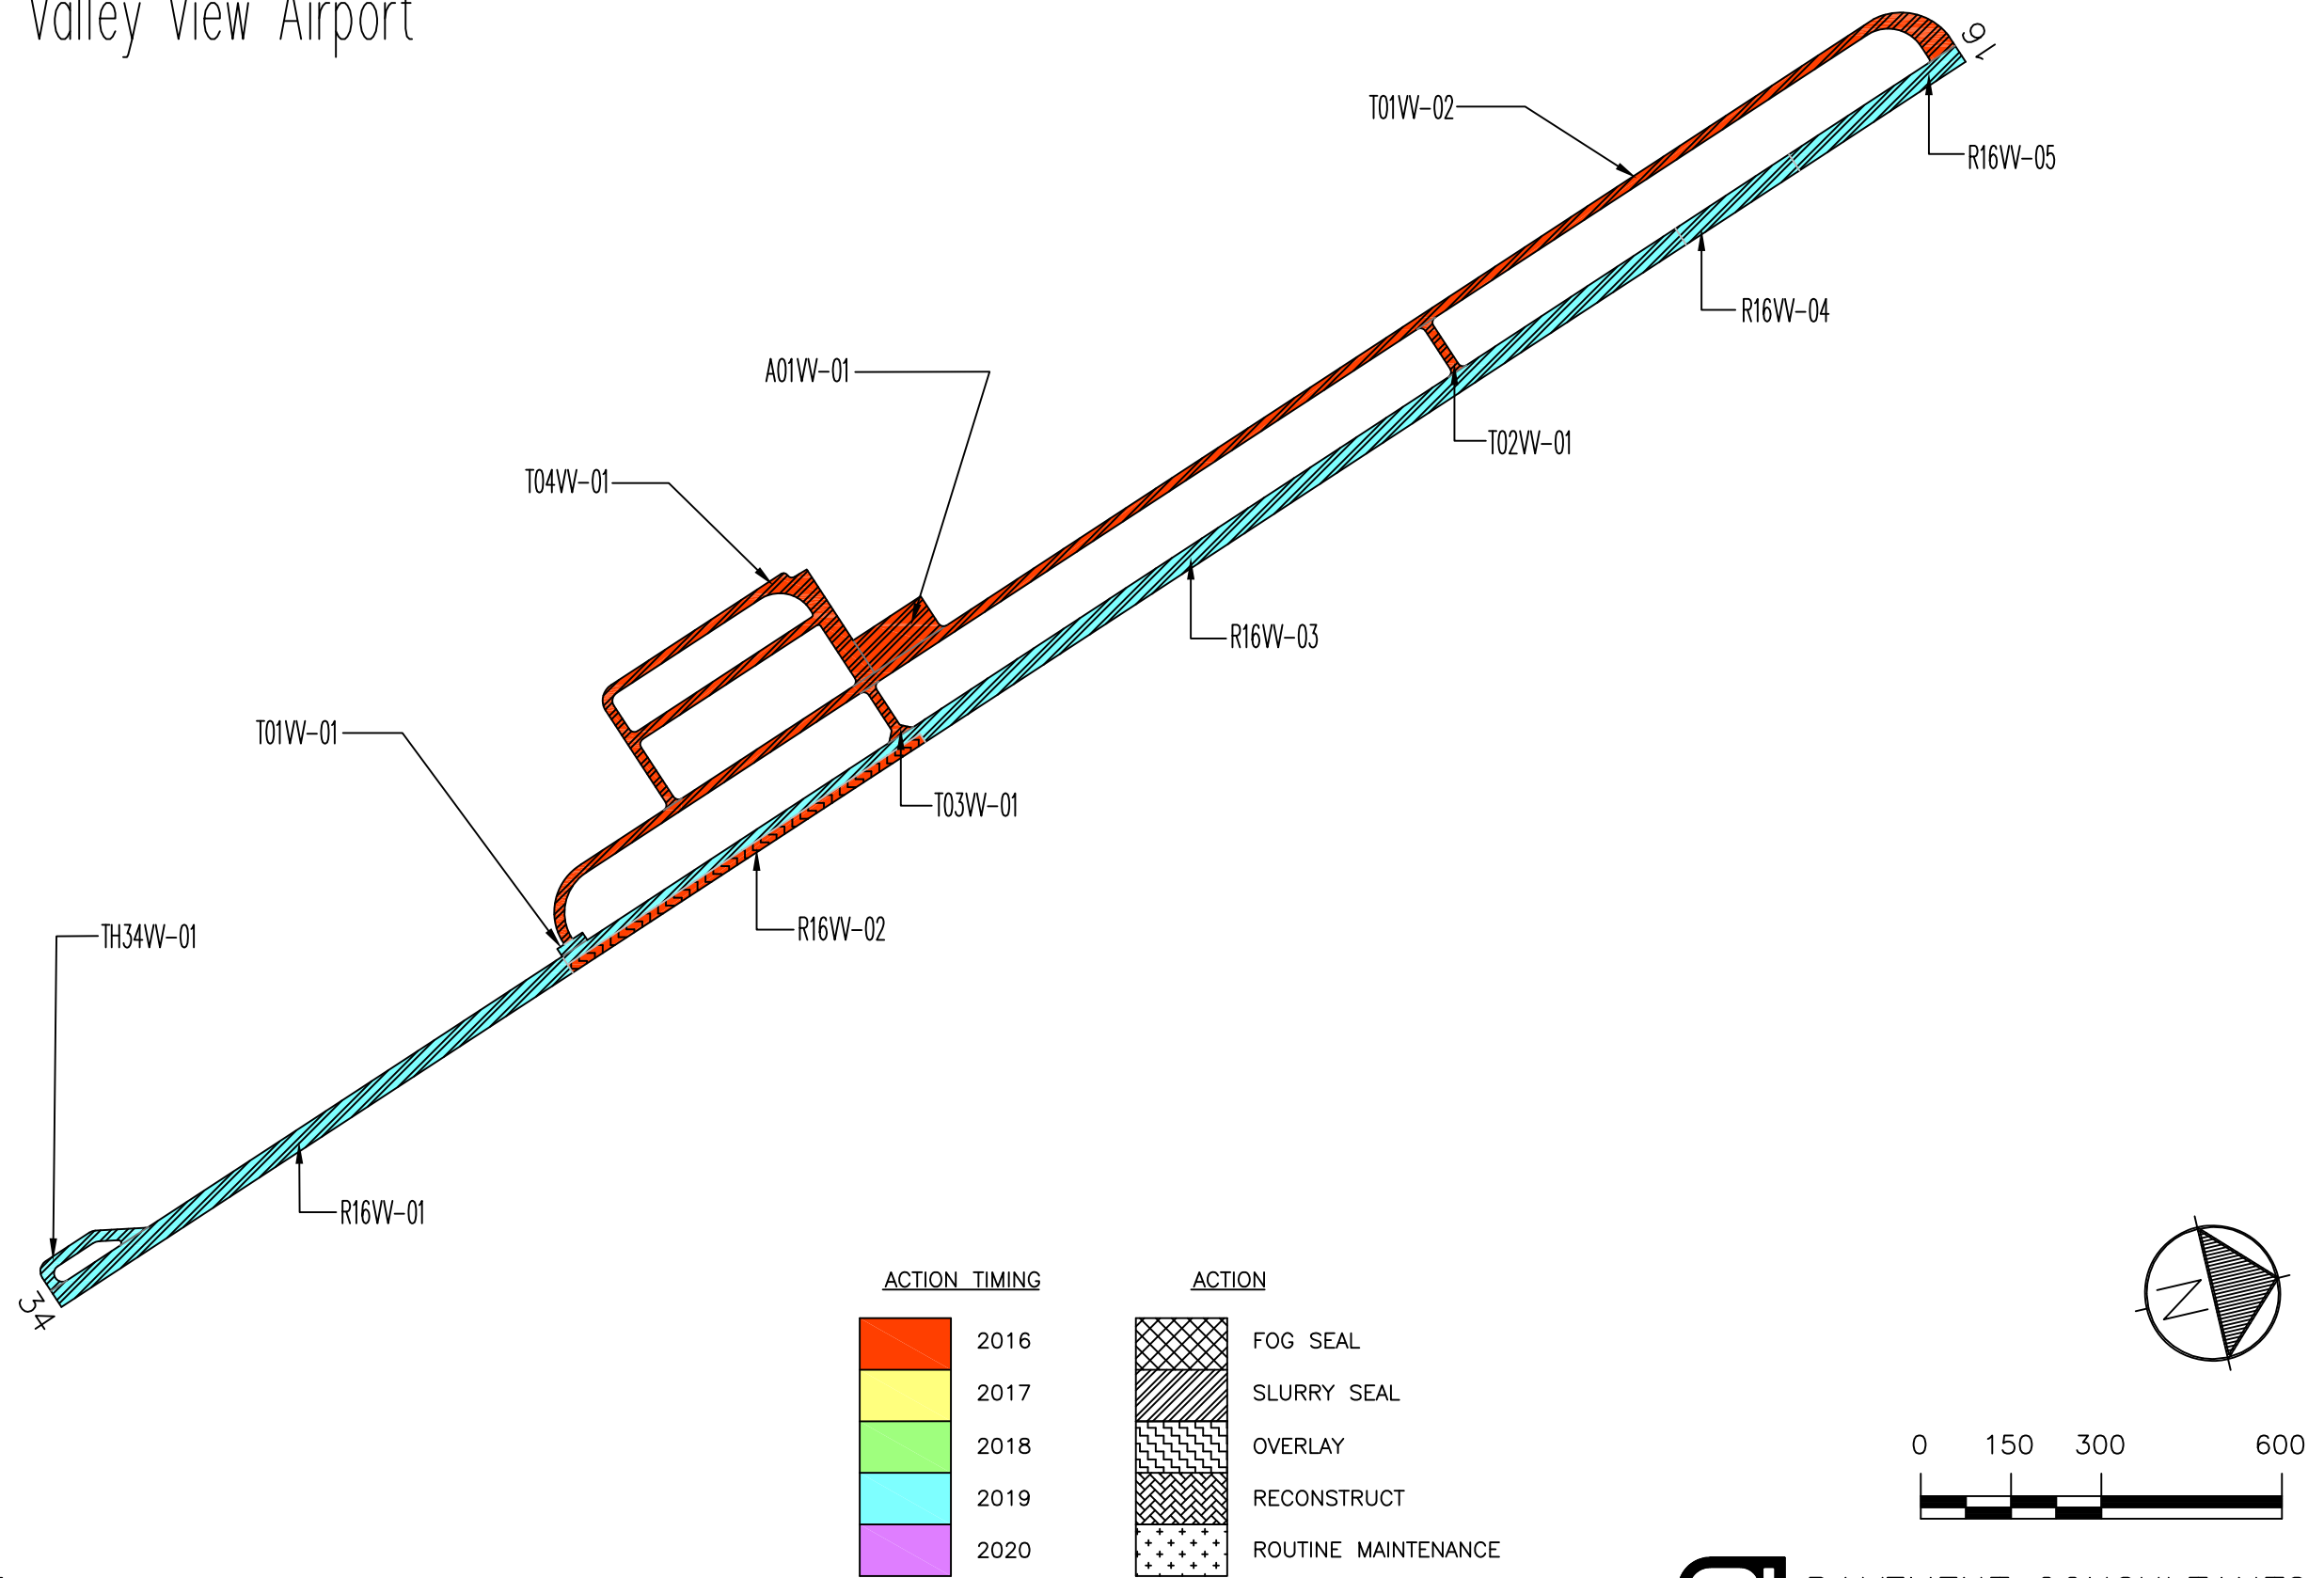 Valley View Airport
16
T01VV-02
R16VV-05
R16VV-04
A01VV-01
T02VV-01
T04VV-01
R16VV-03
T01VV-01
T03VV-01
R16VV-02
TH34VV-01
R16VV-01
34
ACTION TIMING
2016
2017
2018
2019
2020
ACTION
FOG SEAL
SLURRY SEAL
OVERLAY
RECONSTRUCT
ROUTINE MAINTENANCE
N
0 150 300 600
PAVEMENT CONSULTANTS